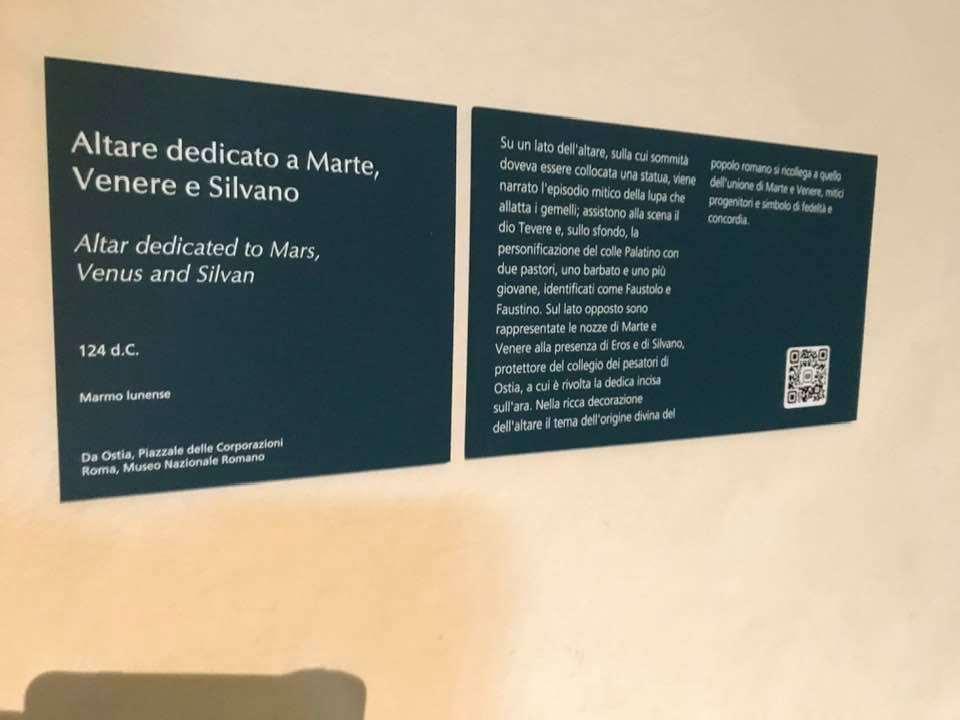 Altare dedicato a Marte,
Venere e Silvano
Altar dedicated to Mars,
Venus and Silvan
124 d.C.
Marmo lunense
Da Ostia, Piazzale delle Corporazioni
Roma, Museo Nazionale Romano
Su un lato dell'altare, sulla cui sommità
doveva essere collocata una statua, viene
narrato l'episodio mitico della lupa che
allatta i gemelli; assistono alla scena il
dio Tevere e, sullo sfondo, la
personificazione del colle Palatino con
due pastori, uno barbato e uno più
giovane, identificati come Faustolo e
Faustino. Sul lato opposto sono
rappresentate le nozze di Marte e
Venere alla presenza di Eros e di Silvano,
protettore del collegio dei pesatori di
Ostia, a cui è rivolta la dedica incisa
sull'ara. Nella ricca decorazione
dell'altare il tema dell'origine divina del
popolo romano si ricollega a quello
dell'unione di Marte e Venere, mitici
progenitori e simbolo di fedeltà e
concordia.